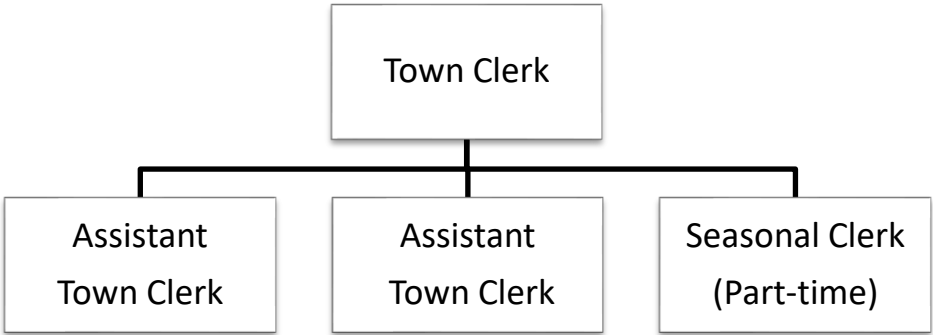 Town Clerk
Assistant
Town Clerk
Assistant
Town Clerk
Seasonal Clerk
(Part-time)